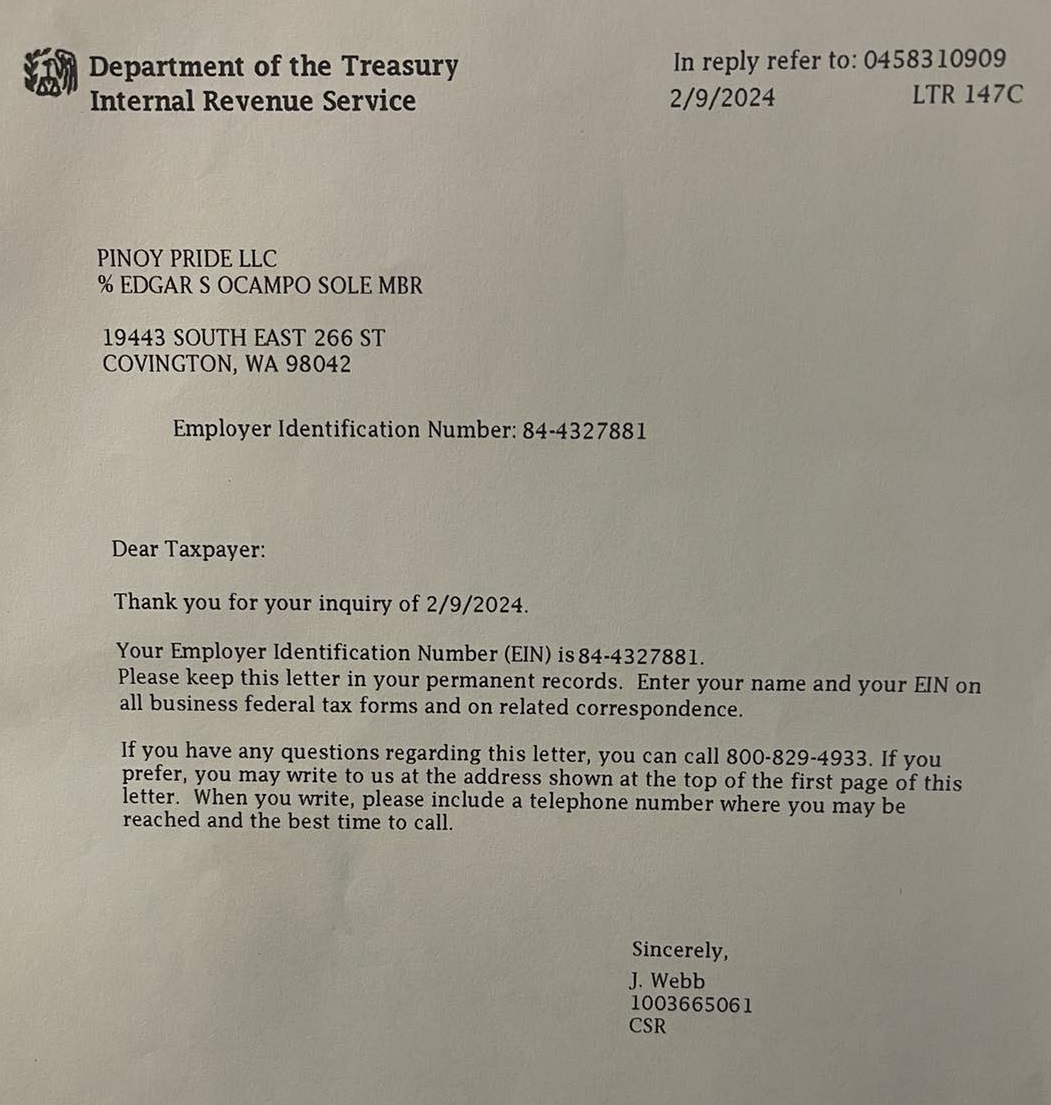 Department of the Treasury
Internal Revenue Service
In reply refer to: 0458310909
2/9/2024 LTR 147C
PINOY PRIDE LLC
% EDGAR S OCAMPO SOLE MBR
19443 SOUTH EAST 266 ST
COVINGTON, WA 98042
Employer Identification Number: 84-4327881
Dear Taxpayer:
Thank you for your inquiry of 2/9/2024.
Your Employer Identification Number (EIN) is 84-4327881.
Please keep this letter in your permanent records. Enter your name and your EIN on
all business federal tax forms and on related correspondence.
If you have any questions regarding this letter, you can call 800-829-4933. If you
prefer, you may write to us at the address shown at the top of the first page of this
letter. When you write, please include a telephone number where you may be
reached and the best time to call.
Sincerely,
J. Webb
1003665061
CSR